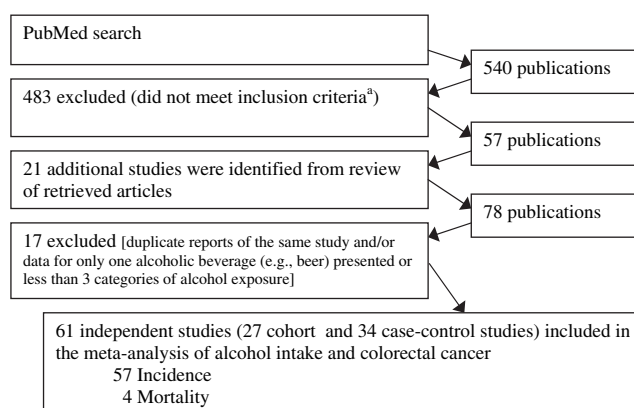 PubMed search
540 publications
483 excluded (did not meet inclusion criteriaᵃ)
57 publications
21 additional studies were identified from review
of retrieved articles
78 publications
17 excluded [duplicate reports of the same study and/or
data for only one alcoholic beverage (e.g., beer) presented or
less than 3 categories of alcohol exposure]
61 independent studies (27 cohort and 34 case-control studies) included in
the meta-analysis of alcohol intake and colorectal cancer
57 Incidence
4 Mortality